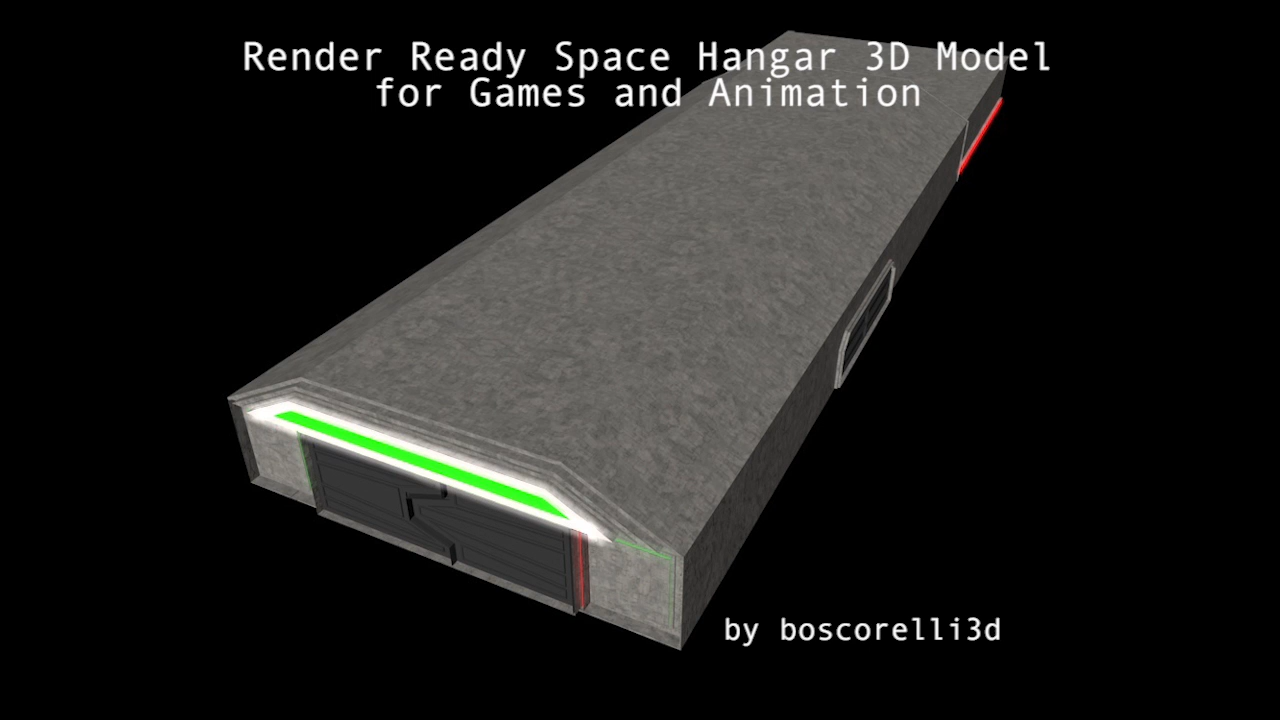 Render Ready Space Hangar 3D Model
for Games and Animation
by boscorelli3d